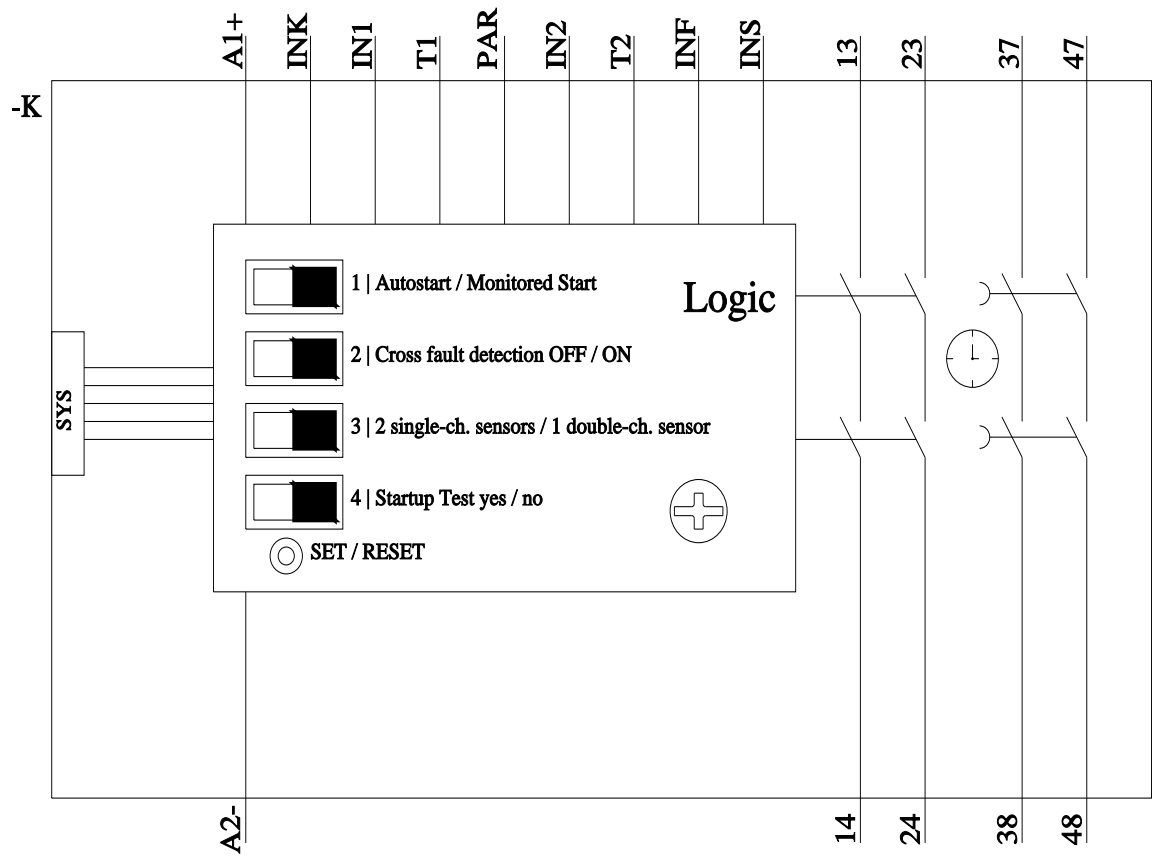 A1+
INK
IN1
T1
PAR
IN2
T2
INF
INS
13
23
37
47
-K
1 | Autostart / Monitored Start
Logic
2 | Cross fault detection OFF / ON
SYS
3 | 2 single-ch. sensors / 1 double-ch. sensor
4 | Startup Test yes / no
SET / RESET
A2-
14
24
38
48